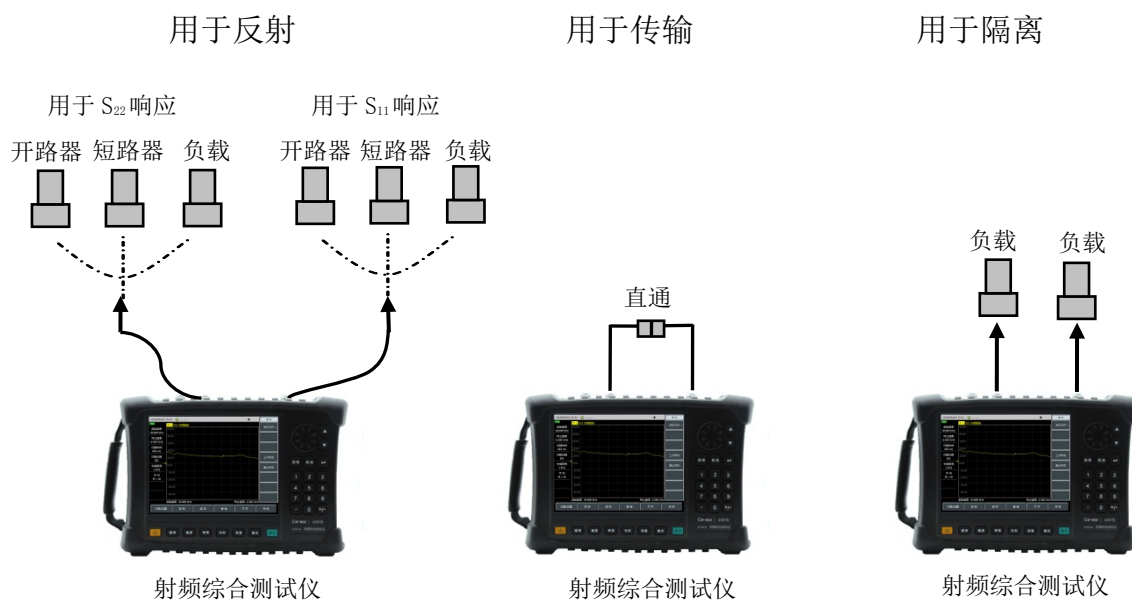 用于反射
用于传输
用于隔离
用于 S₂₂ 响应
用于 S₁₁ 响应
开路器 短路器 负载
开路器 短路器 负载
负载
负载
直通
射频综合测试仪
射频综合测试仪
射频综合测试仪